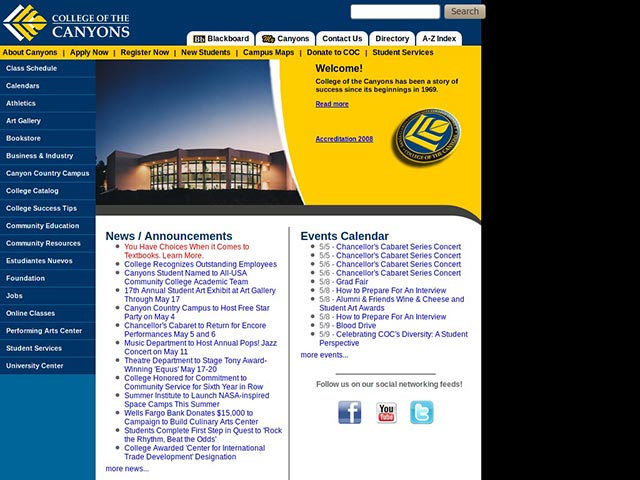 COLLEGE OF THE
CANYONS
Search
Bb Blackboard
Canyons
Contact Us
Directory
A-Z Index
About Canyons | Apply Now | Register Now | New Students | Campus Maps | Donate to COC | Student Services
Class Schedule
Calendars
Athletics
Art Gallery
Bookstore
Business & Industry
Canyon Country Campus
College Catalog
College Success Tips
Community Education
Community Resources
Estudiantes Nuevos
Foundation
Jobs
Online Classes
Performing Arts Center
Student Services
University Center
Welcome!
College of the Canyons has been a story of
success since its beginnings in 1969.
Read more
Accreditation 2008
News / Announcements
You Have Choices When it Comes to
Textbooks. Learn More.
College Recognizes Outstanding Employees
Canyons Student Named to All-USA
Community College Academic Team
17th Annual Student Art Exhibit at Art Gallery
Through May 17
Canyon Country Campus to Host Free Star
Party on May 4
Chancellor's Cabaret to Return for Encore
Performances May 5 and 6
Music Department to Host Annual Pops! Jazz
Concert on May 11
Theatre Department to Stage Tony Award-
Winning 'Equus' May 17-20
College Honored for Commitment to
Community Service for Sixth Year in Row
Summer Institute to Launch NASA-inspired
Space Camps This Summer
Wells Fargo Bank Donates $15,000 to
Campaign to Build Culinary Arts Center
Students Complete First Step in Quest to 'Rock
the Rhythm, Beat the Odds'
College Awarded 'Center for International
Trade Development' Designation
more news...
Events Calendar
5/5 - Chancellor's Cabaret Series Concert
5/5 - Chancellor's Cabaret Series Concert
5/6 - Chancellor's Cabaret Series Concert
5/6 - Chancellor's Cabaret Series Concert
5/8 - Grad Fair
5/8 - How to Prepare For An Interview
5/8 - Alumni & Friends Wine & Cheese and
Student Art Awards
5/8 - How to Prepare For An Interview
5/9 - Blood Drive
5/9 - Celebrating COC's Diversity: A Student
Perspective
more events...
Follow us on our social networking feeds!
f
You
Tube
t